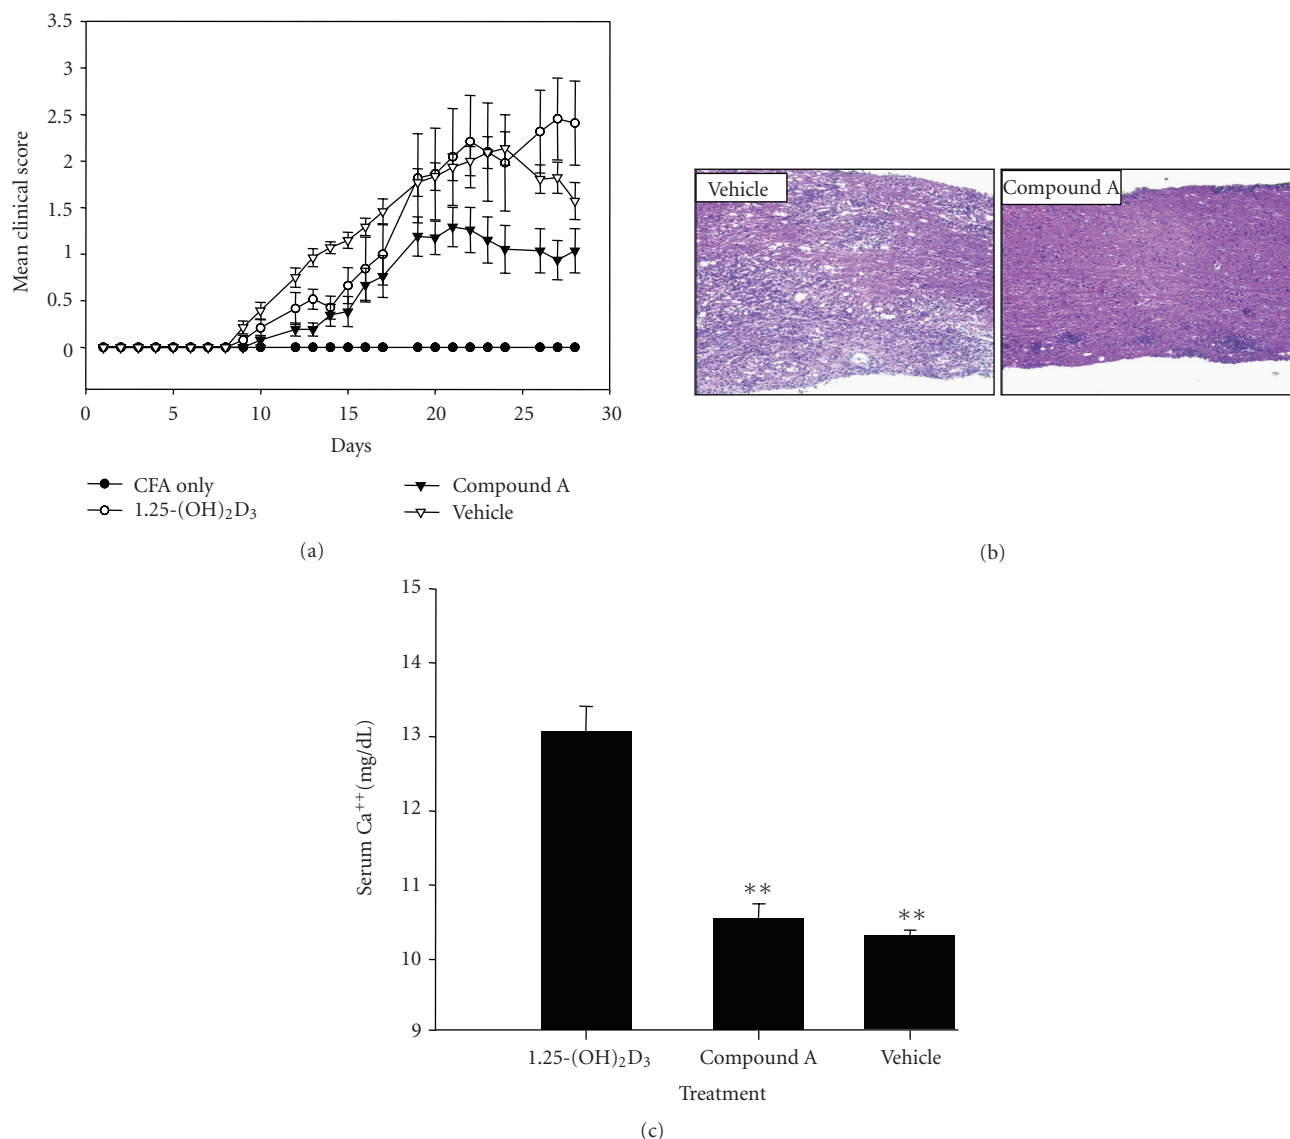 3.5
3
2.5
2
1.5
1
0.5
0
Mean clinical score
0 5 10 15 20 25 30
Days
CFA only
1.25-(OH)₂D₃
Compound A
Vehicle
(a)
Vehicle
Compound A
(b)
15
14
13
12
11
10
9
Serum Ca⁺⁺(mg/dL)
**
**
1.25-(OH)₂D₃ Compound A Vehicle
Treatment
(c)